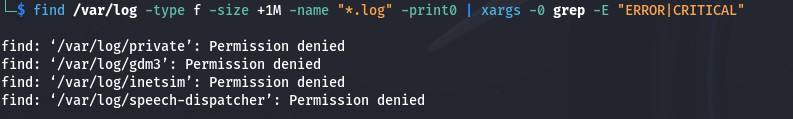 └─$ find /var/log -type f -size +1M -name "*.log" -print0 | xargs -0 grep -E "ERROR|CRITICAL"
find: ‘/var/log/private’: Permission denied
find: ‘/var/log/gdm3’: Permission denied
find: ‘/var/log/inetsim’: Permission denied
find: ‘/var/log/speech-dispatcher’: Permission denied